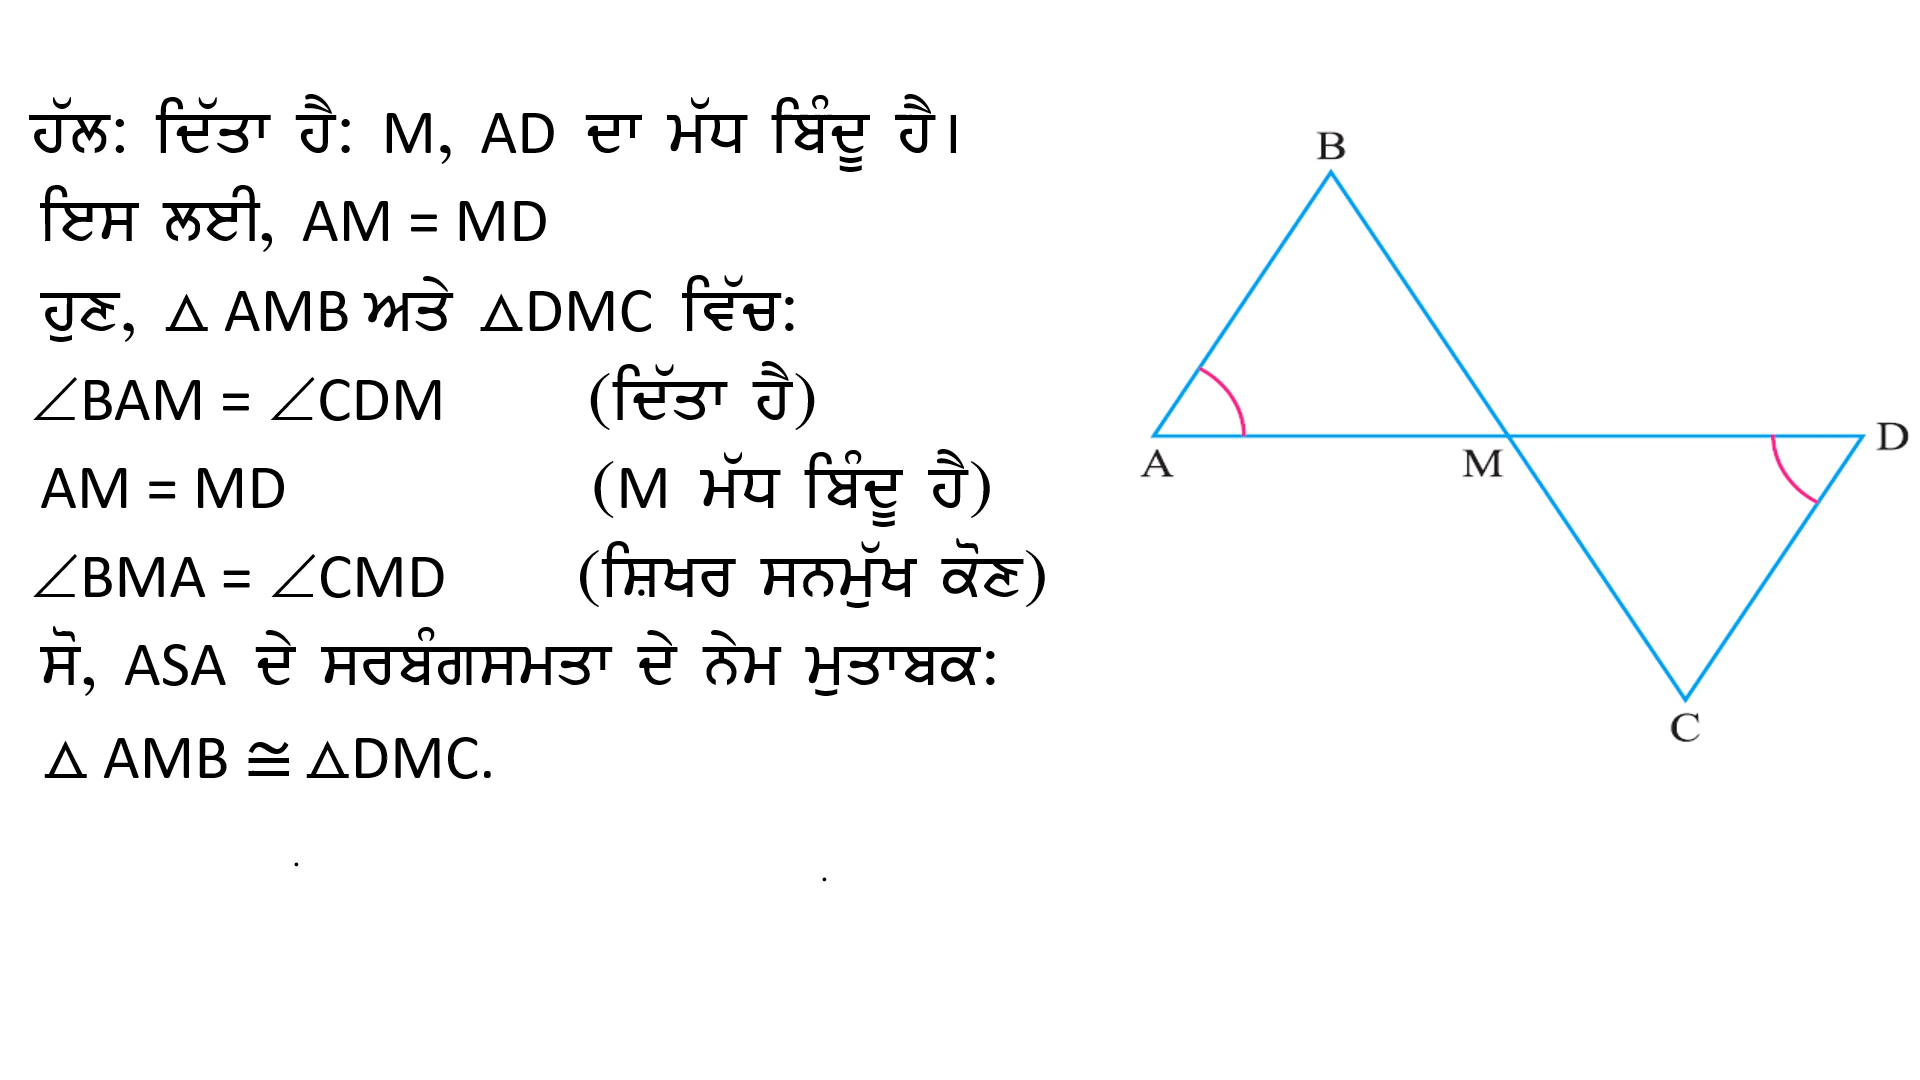 ਹੱਲ: ਦਿੱਤਾ ਹੈ: M, AD ਦਾ ਮੱਧ ਬਿੰਦੂ ਹੈ।
ਇਸ ਲਈ, AM = MD
ਹੁਣ, △ AMB ਅਤੇ △DMC ਵਿੱਚ:
∠BAM = ∠CDM (ਦਿੱਤਾ ਹੈ)
AM = MD (M ਮੱਧ ਬਿੰਦੂ ਹੈ)
∠BMA = ∠CMD (ਸ਼ਿਖਰ ਸਨਮੁੱਖ ਕੋਣ)
ਸੋ, ASA ਦੇ ਸਰਬੰਗਸਮਤਾ ਦੇ ਨੇਮ ਮੁਤਾਬਕ:
△ AMB ≅ △DMC.
B
A
M
D
C